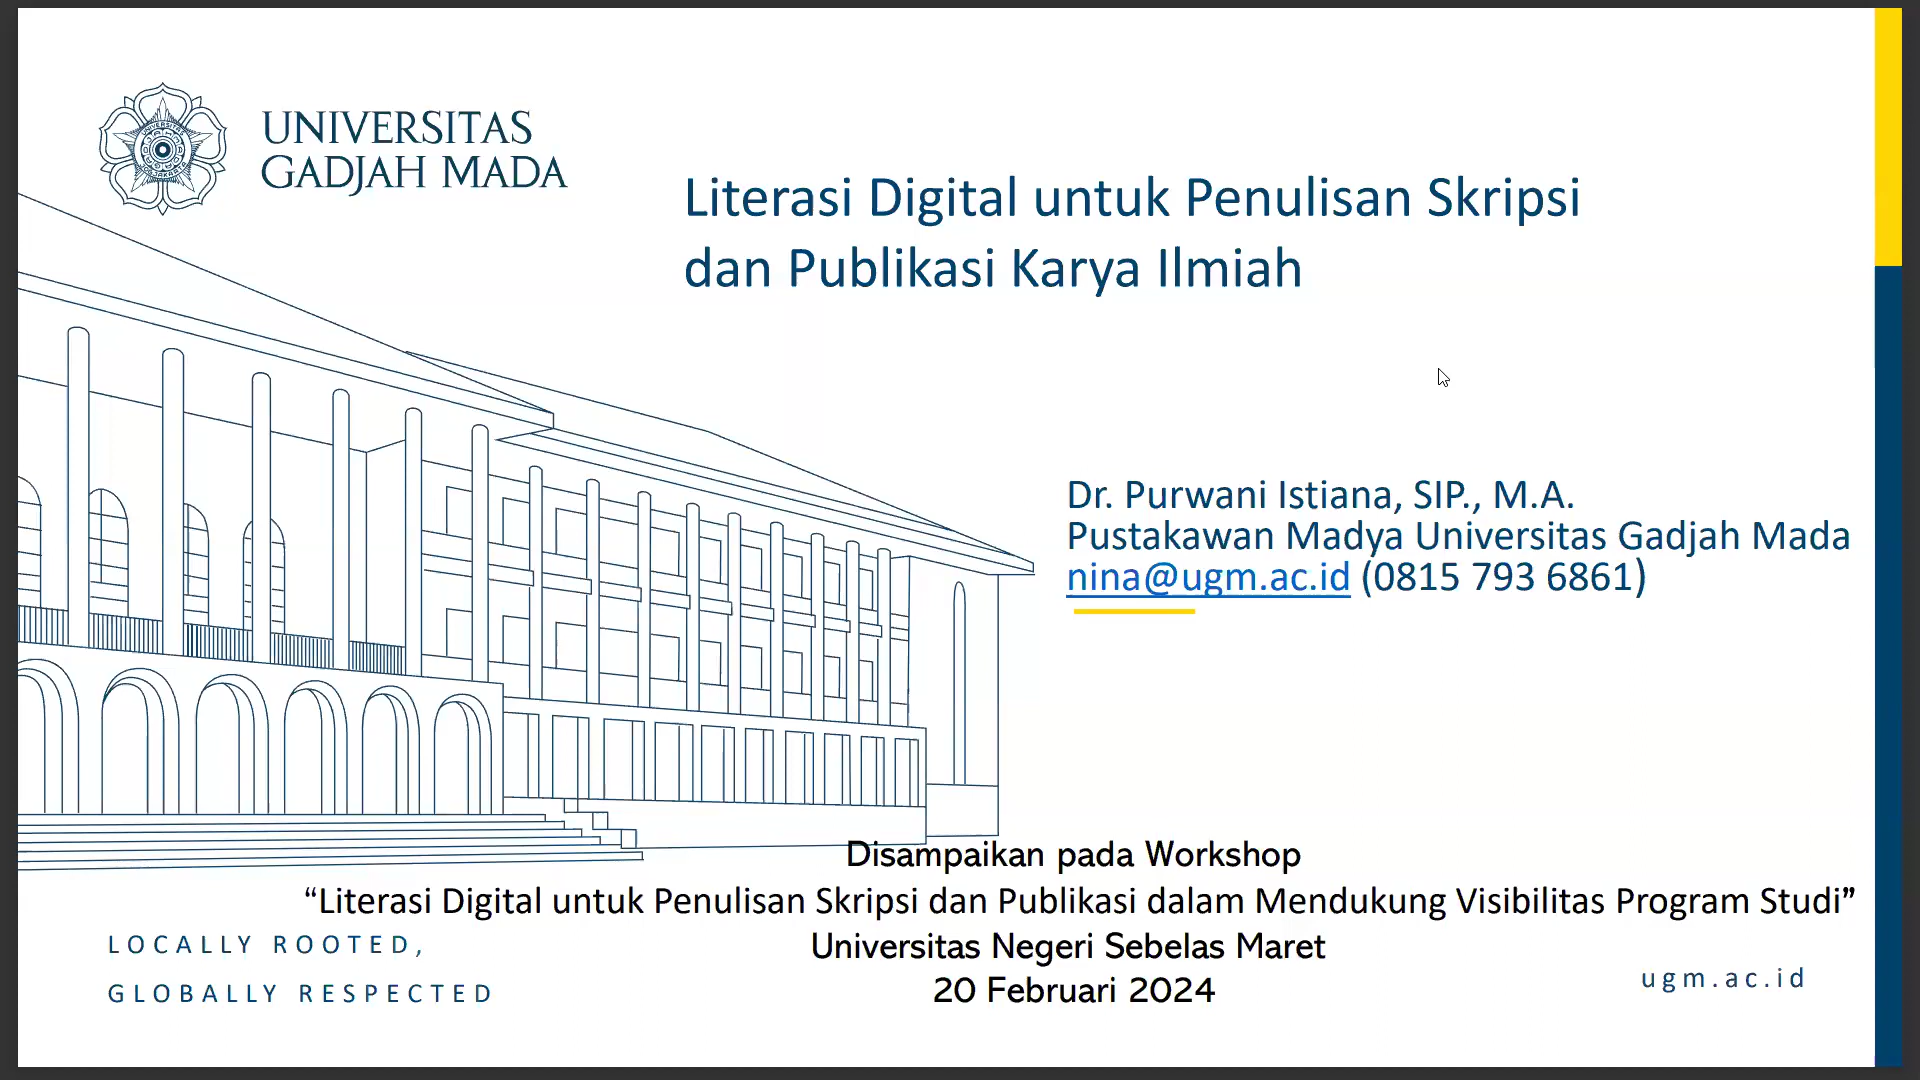 UNIVERSITAS
GADJAH MADA
Literasi Digital untuk Penulisan Skripsi
dan Publikasi Karya Ilmiah
Dr. Purwani Istiana, SIP., M.A.
Pustakawan Madya Universitas Gadjah Mada
nina@ugm.ac.id (0815 793 6861)
Disampaikan pada Workshop
“Literasi Digital untuk Penulisan Skripsi dan Publikasi dalam Mendukung Visibilitas Program Studi”
Universitas Negeri Sebelas Maret
20 Februari 2024
LOCALLY ROOTED,
GLOBALLY RESPECTED
ugm.ac.id